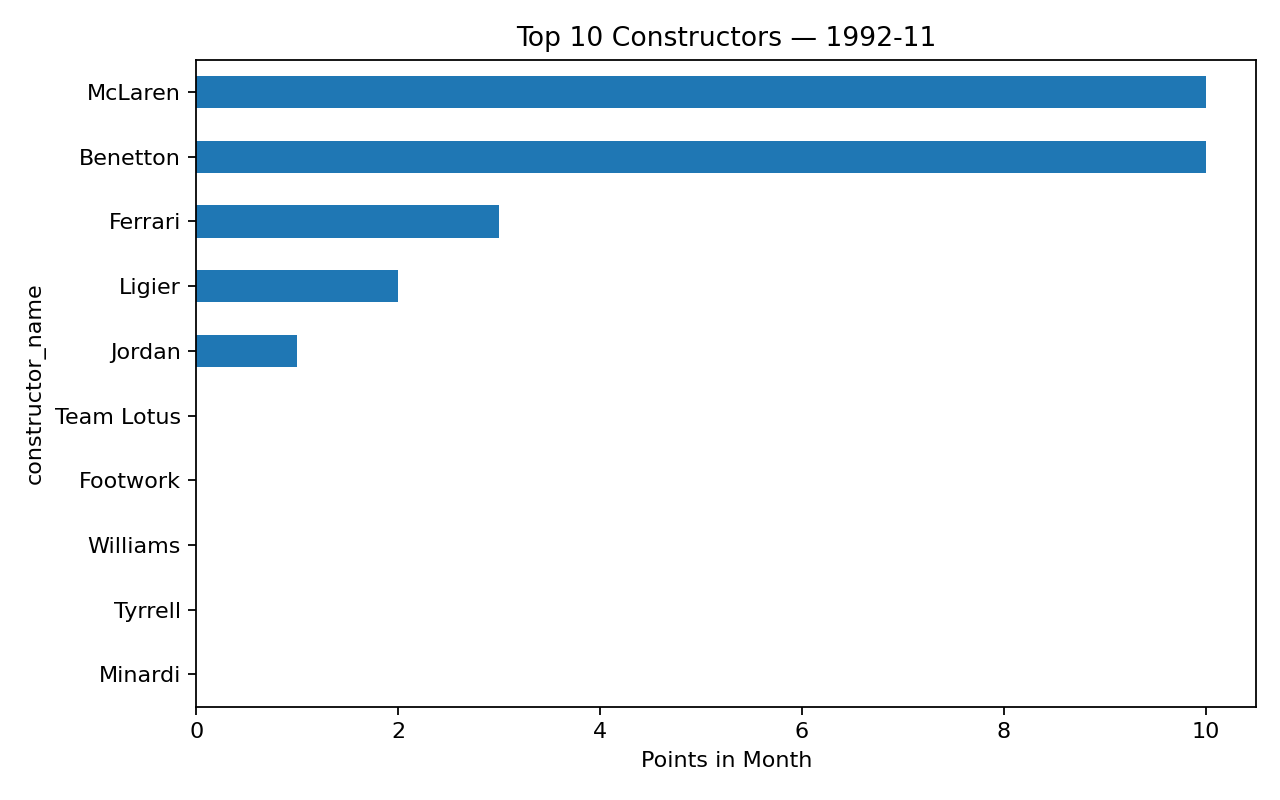 Top 10 Constructors — 1992-11
constructor_name
McLaren
Benetton
Ferrari
Ligier
Jordan
Team Lotus
Footwork
Williams
Tyrrell
Minardi
0 2 4 6 8 10
Points in Month